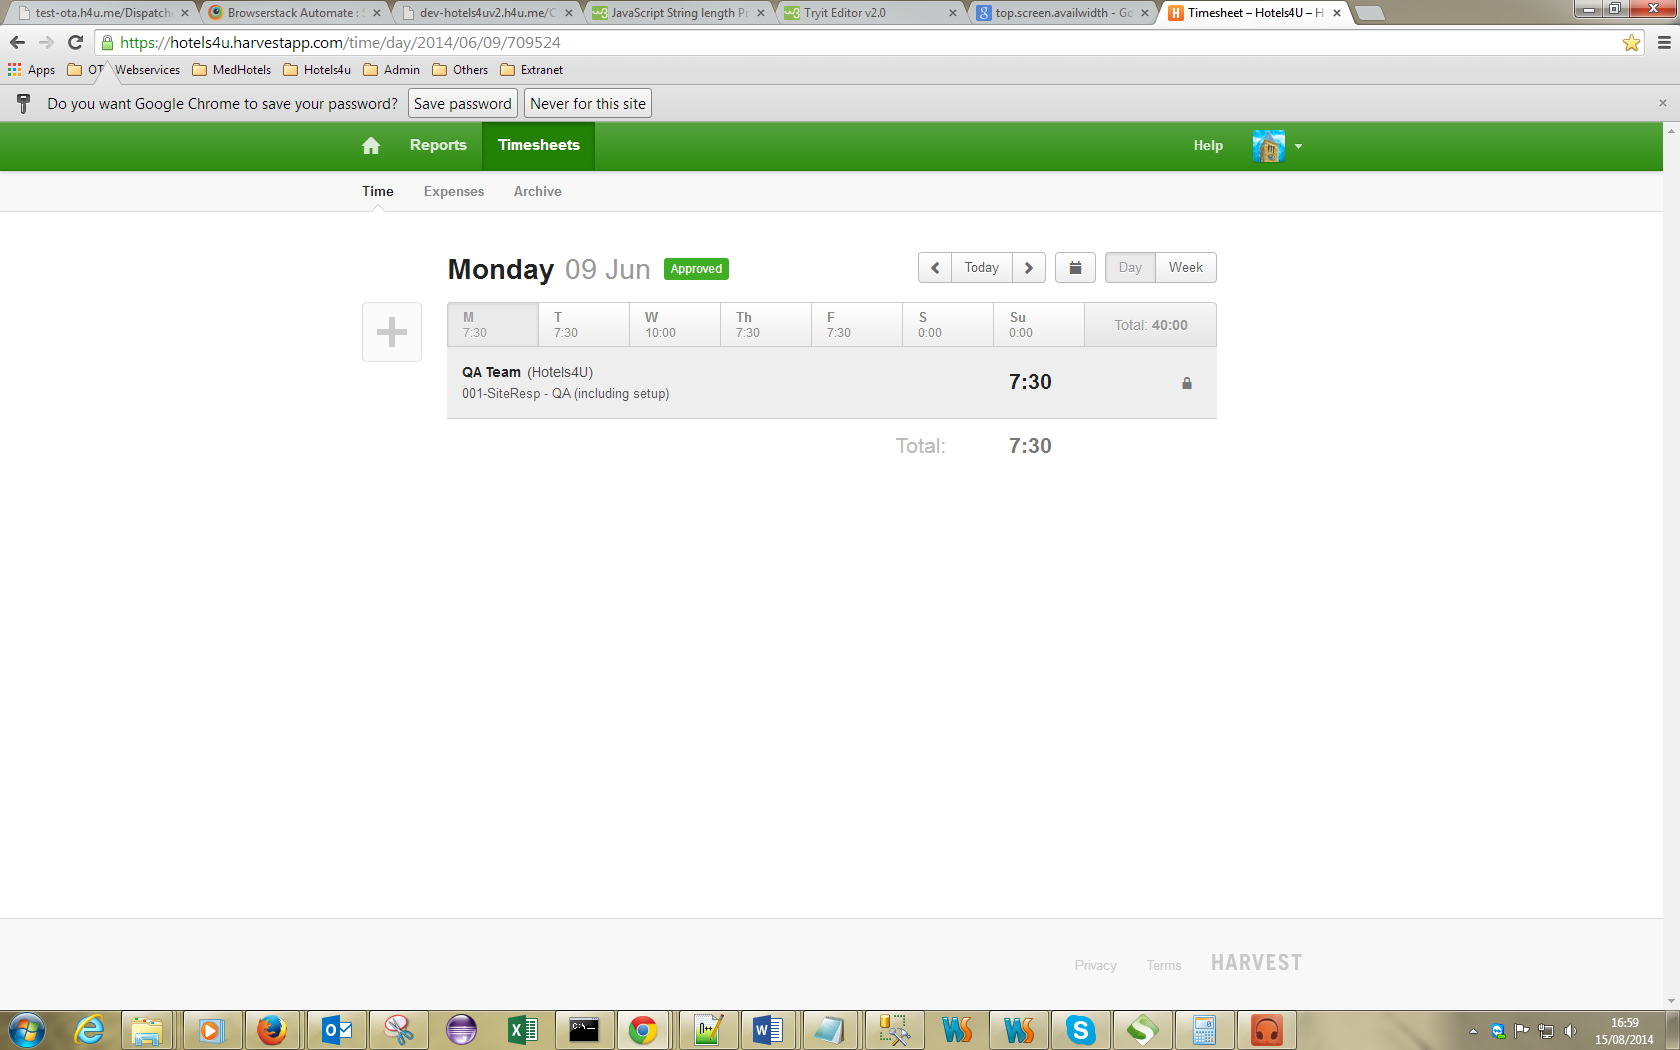 test-ota.h4u.me/Dispatch
Browserstack Automate :
dev-hotels4uv2.h4u.me/C
JavaScript String length Pr
Tryit Editor v2.0
top.screen.availwidth - Go
Timesheet – Hotels4U – H
https://hotels4u.harvestapp.com/time/day/2014/06/09/709524
Apps
OT
Webservices
MedHotels
Hotels4u
Admin
Others
Extranet
Do you want Google Chrome to save your password?
Save password
Never for this site
Reports
Timesheets
Help
Time
Expenses
Archive
Monday 09 Jun
Approved
Today
Day
Week
M
7:30
T
7:30
W
10:00
Th
7:30
F
7:30
S
0:00
Su
0:00
Total: 40:00
QA Team (Hotels4U)
001-SiteResp - QA (including setup)
7:30
Total:
7:30
Privacy
Terms
HARVEST
16:59
15/08/2014